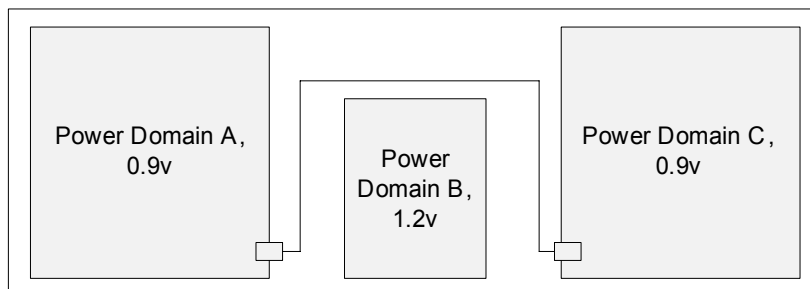 Power Domain A,
0.9v
Power
Domain B,
1.2v
Power Domain C,
0.9v